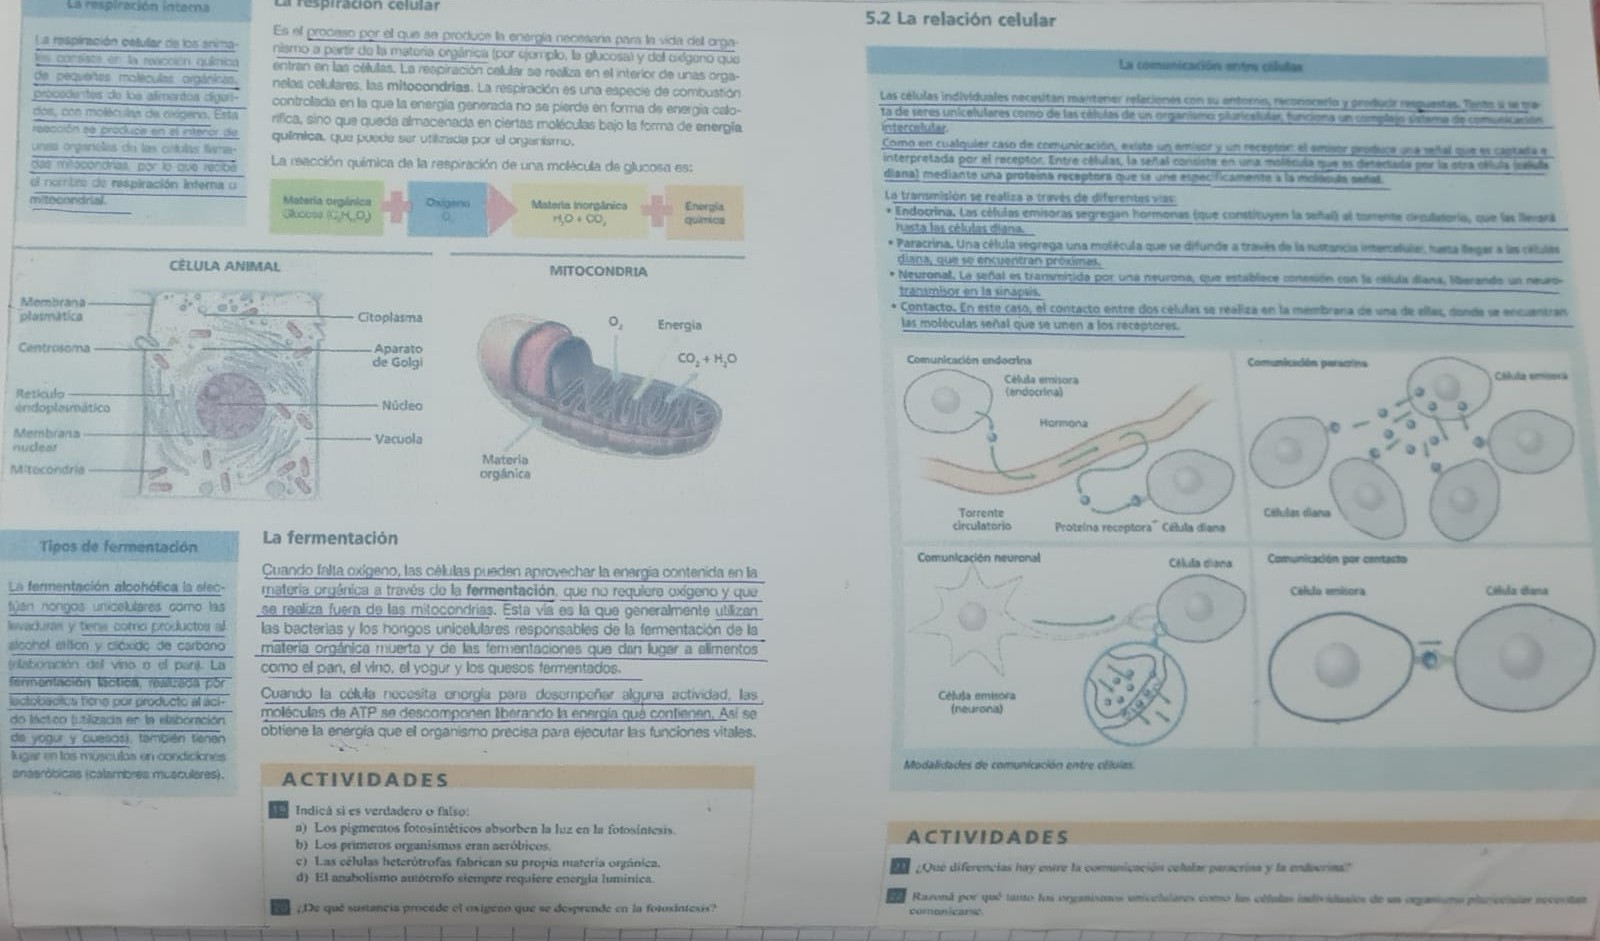 La respiración interna
La respiración celular de los anima-
les consiste en la reacción química
de pequeñas moléculas orgánicas,
procedentes de los alimentos digeri-
dos, con moléculas de oxígeno. Esta
reacción se produce en el interior de
unas organelas de las células llama-
das mitocondrias, por lo que recibe
el nombre de respiración interna o
mitocondrial.
La respiración celular
Es el proceso por el que se produce la energía necesaria para la vida del orga-
nismo a partir de la materia orgánica (por ejemplo, la glucosa) y del oxígeno que
entran en las células. La respiración celular se realiza en el interior de unas orga-
nelas celulares, las mitocondrias. La respiración es una especie de combustión
controlada en la que la energía generada no se pierde en forma de energía calo-
rífica, sino que queda almacenada en ciertas moléculas bajo la forma de energía
química, que puede ser utilizada por el organismo.
La reacción química de la respiración de una molécula de glucosa es:
Materia orgánica
Glucosa (C₆H₁₂O₆)
Oxígeno
O₂
Materia inorgánica
H₂O + CO₂
Energía
química
CÉLULA ANIMAL
Membrana
plasmática
Centrosoma
Retículo
endoplasmático
Membrana
nuclear
Mitocondria
Citoplasma
Aparato
de Golgi
Núcleo
Vacuola
MITOCONDRIA
O₂
Energía
CO₂ + H₂O
Materia
orgánica
Tipos de fermentación
La fermentación alcohólica la efec-
túan hongos unicelulares como las
levaduras y tiene como productos al
alcohol etílico y dióxido de carbono
(elaboración del vino o el pan). La
fermentación láctica, realizada por
lactobacilos tiene por producto al áci-
do láctico (utilizada en la elaboración
de yogur y quesos), también tienen
lugar en los músculos en condiciones
anaeróbicas (calambres musculares).
La fermentación
Cuando falta oxígeno, las células pueden aprovechar la energía contenida en la
materia orgánica a través de la fermentación, que no requiere oxígeno y que
se realiza fuera de las mitocondrias. Esta vía es la que generalmente utilizan
las bacterias y los hongos unicelulares responsables de la fermentación de la
materia orgánica muerta y de las fermentaciones que dan lugar a alimentos
como el pan, el vino, el yogur y los quesos fermentados.
Cuando la célula necesita energía para desempeñar alguna actividad, las
moléculas de ATP se descomponen liberando la energía que contienen. Así se
obtiene la energía que el organismo precisa para ejecutar las funciones vitales.
ACTIVIDADES
19 Indicá si es verdadero o falso:
a) Los pigmentos fotosintéticos absorben la luz en la fotosíntesis.
b) Los primeros organismos eran aeróbicos.
c) Las células heterótrofas fabrican su propia materia orgánica.
d) El anabolismo autótrofo siempre requiere energía lumínica.
20 ¿De qué sustancia procede el oxígeno que se desprende en la fotosíntesis?
5.2 La relación celular
La comunicación entre células
Las células individuales necesitan mantener relaciones con su entorno, reconocerlo y producir respuestas. Tanto si se tra-
ta de seres unicelulares como de las células de un organismo pluricelular, funciona un complejo sistema de comunicación
intercelular.
Como en cualquier caso de comunicación, existe un emisor y un receptor: el emisor produce una señal que es captada e
interpretada por el receptor. Entre células, la señal consiste en una molécula que es detectada por la otra célula (célula
diana) mediante una proteína receptora que se une específicamente a la molécula señal.
La transmisión se realiza a través de diferentes vías:
• Endocrina. Las células emisoras segregan hormonas (que constituyen la señal) al torrente circulatorio, que las llevará
hasta las células diana.
• Paracrina. Una célula segrega una molécula que se difunde a través de la sustancia intercelular, hasta llegar a las células
diana, que se encuentran próximas.
• Neuronal. La señal es transmitida por una neurona, que establece conexión con la célula diana, liberando un neuro-
transmisor en la sinapsis.
• Contacto. En este caso, el contacto entre dos células se realiza en la membrana de una de ellas, donde se encuentran
las moléculas señal que se unen a los receptores.
Comunicación endocrina
Célula emisora
(endocrina)
Hormona
Torrente
circulatorio
Proteína receptora
Célula diana
Comunicación paracrina
Célula emisora
Células diana
Comunicación neuronal
Célula diana
Célula emisora
(neurona)
Comunicación por contacto
Célula emisora
Célula diana
Modalidades de comunicación entre células.
ACTIVIDADES
21 ¿Qué diferencias hay entre la comunicación celular paracrina y la endocrina?
22 Razoná por qué tanto los organismos unicelulares como las células individuales de un organismo pluricelular necesitan
comunicarse.